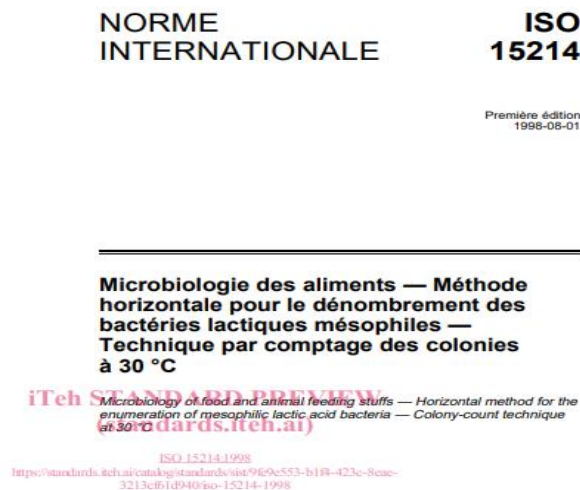 NORME
INTERNATIONALE
ISO
15214
Première édition
1998-08-01
Microbiologie des aliments — Méthode
horizontale pour le dénombrement des
bactéries lactiques mésophiles —
Technique par comptage des colonies
à 30 °C
iTeh STANDARD PREVIEW
Microbiology of food and animal feeding stuffs — Horizontal method for the
enumeration of mesophilic lactic acid bacteria — Colony-count technique
at 30 °C
(standards.iteh.ai)
ISO 15214:1998
https://standards.iteh.ai/catalog/standards/sist/9fe9c553-b1f4-423c-8eae-
3213cf61d940/iso-15214-1998